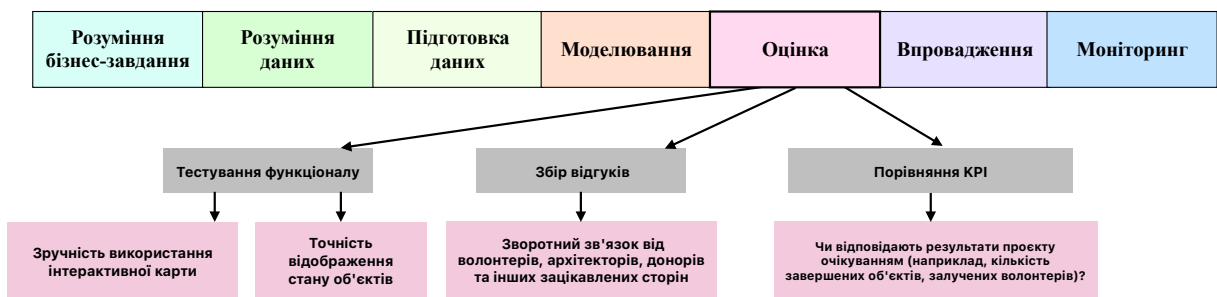 Розуміння
бізнес-завдання
Розуміння
даних
Підготовка
даних
Моделювання
Оцінка
Впровадження
Моніторинг
Тестування функціоналу
Збір відгуків
Порівняння KPI
Зручність використання
інтерактивної карти
Точність
відображення
стану об'єктів
Зворотний зв'язок від
волонтерів, архітекторів, донорів
та інших зацікавлених сторін
Чи відповідають результати проєкту
очікуванням (наприклад, кількість
завершених об'єктів, залучених волонтерів)?